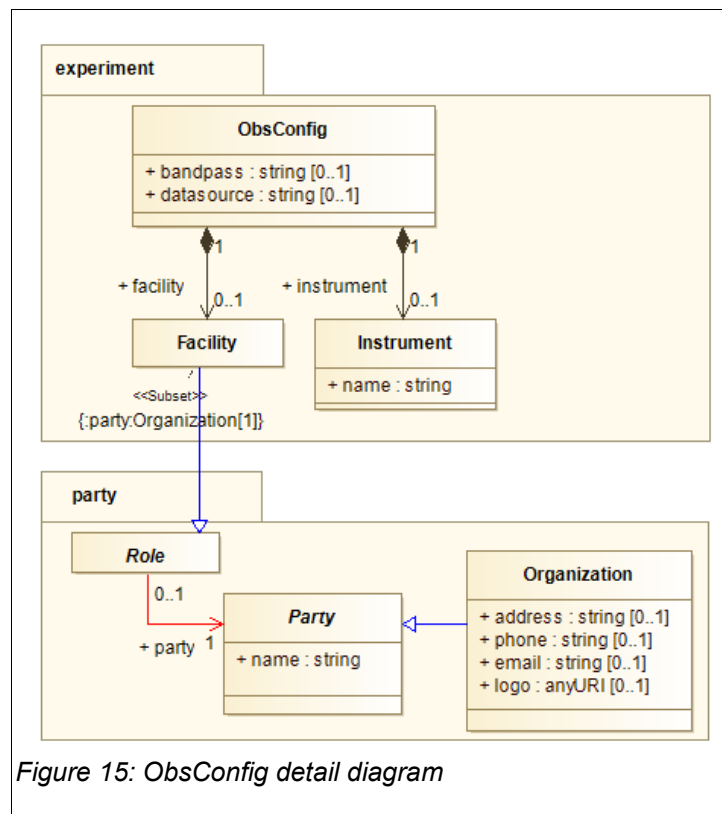 experiment
ObsConfig
+ bandpass : string [0..1]
+ datasource : string [0..1]
1
1
+ facility
+ instrument
0..1
0..1
Facility
Instrument
+ name : string
<<Subset>>
{:party:Organization[1]}
party
Role
Organization
+ address : string [0..1]
+ phone : string [0..1]
+ email : string [0..1]
+ logo : anyURI [0..1]
0..1
Party
+ party
1
+ name : string
Figure 15: ObsConfig detail diagram